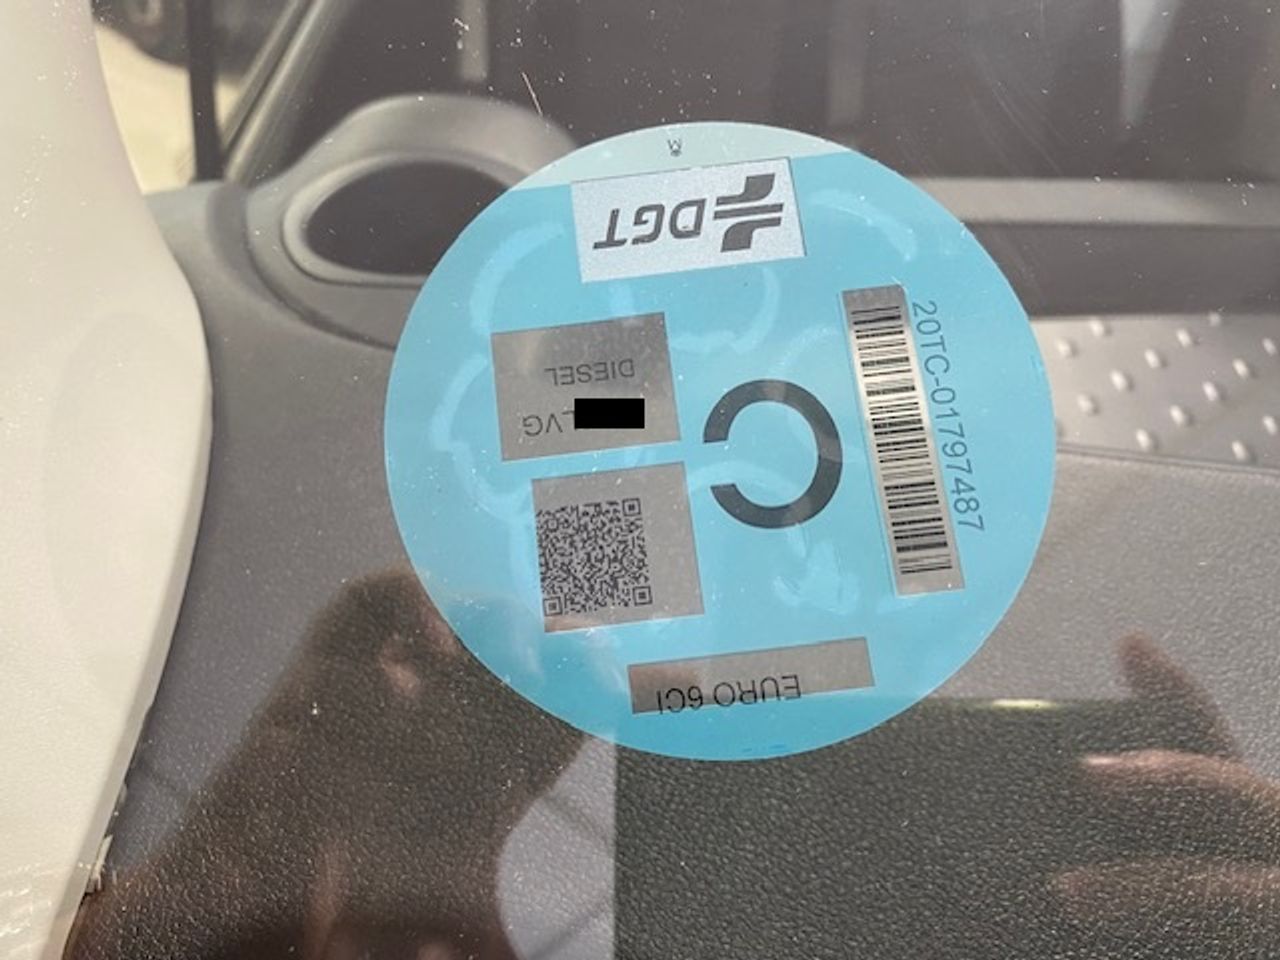 EURO 6CI
20TC-01797487
C
LVG
DIESEL
DGT
M